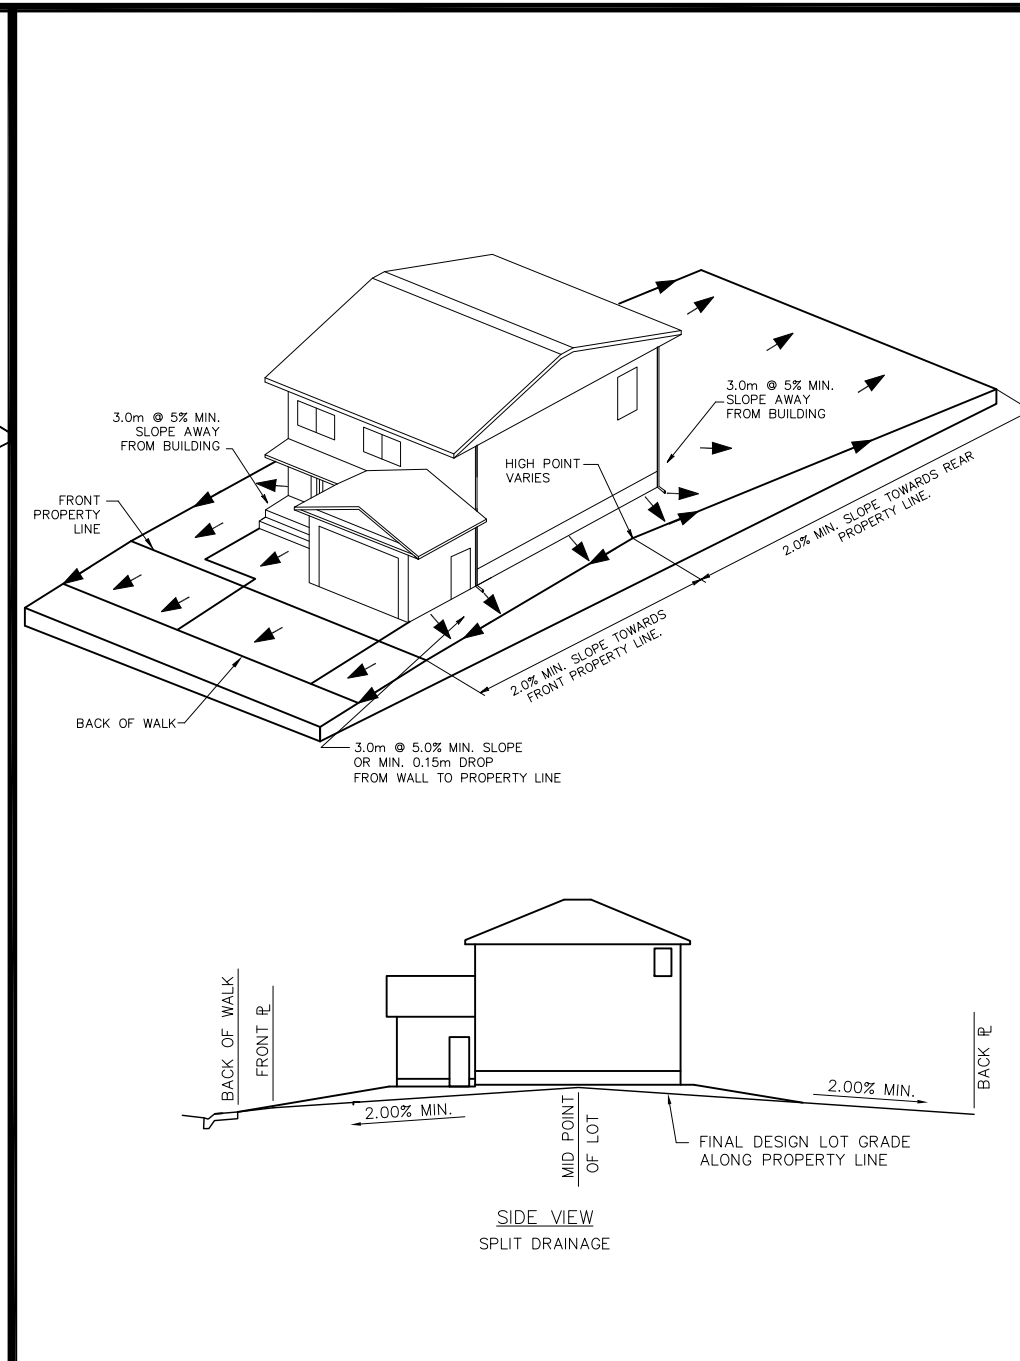 3.0m @ 5% MIN.
SLOPE AWAY
FROM BUILDING
3.0m @ 5% MIN.
SLOPE AWAY
FROM BUILDING
HIGH POINT
VARIES
FRONT
PROPERTY
LINE
2.0% MIN. SLOPE TOWARDS REAR
PROPERTY LINE.
2.0% MIN. SLOPE TOWARDS
FRONT PROPERTY LINE.
BACK OF WALK
3.0m @ 5.0% MIN. SLOPE
OR MIN. 0.15m DROP
FROM WALL TO PROPERTY LINE
BACK OF WALK
FRONT ⅊
BACK ⅊
2.00% MIN.
2.00% MIN.
MID POINT
OF LOT
FINAL DESIGN LOT GRADE
ALONG PROPERTY LINE
SIDE VIEW
SPLIT DRAINAGE